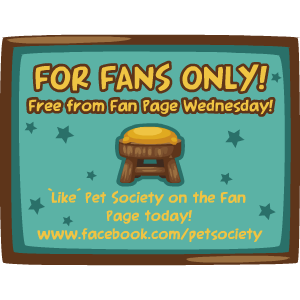 FOR FANS ONLY!
Free from Fan Page Wednesday!
`Like´ Pet Society on the Fan
Page today!
www.facebook.com/petsociety